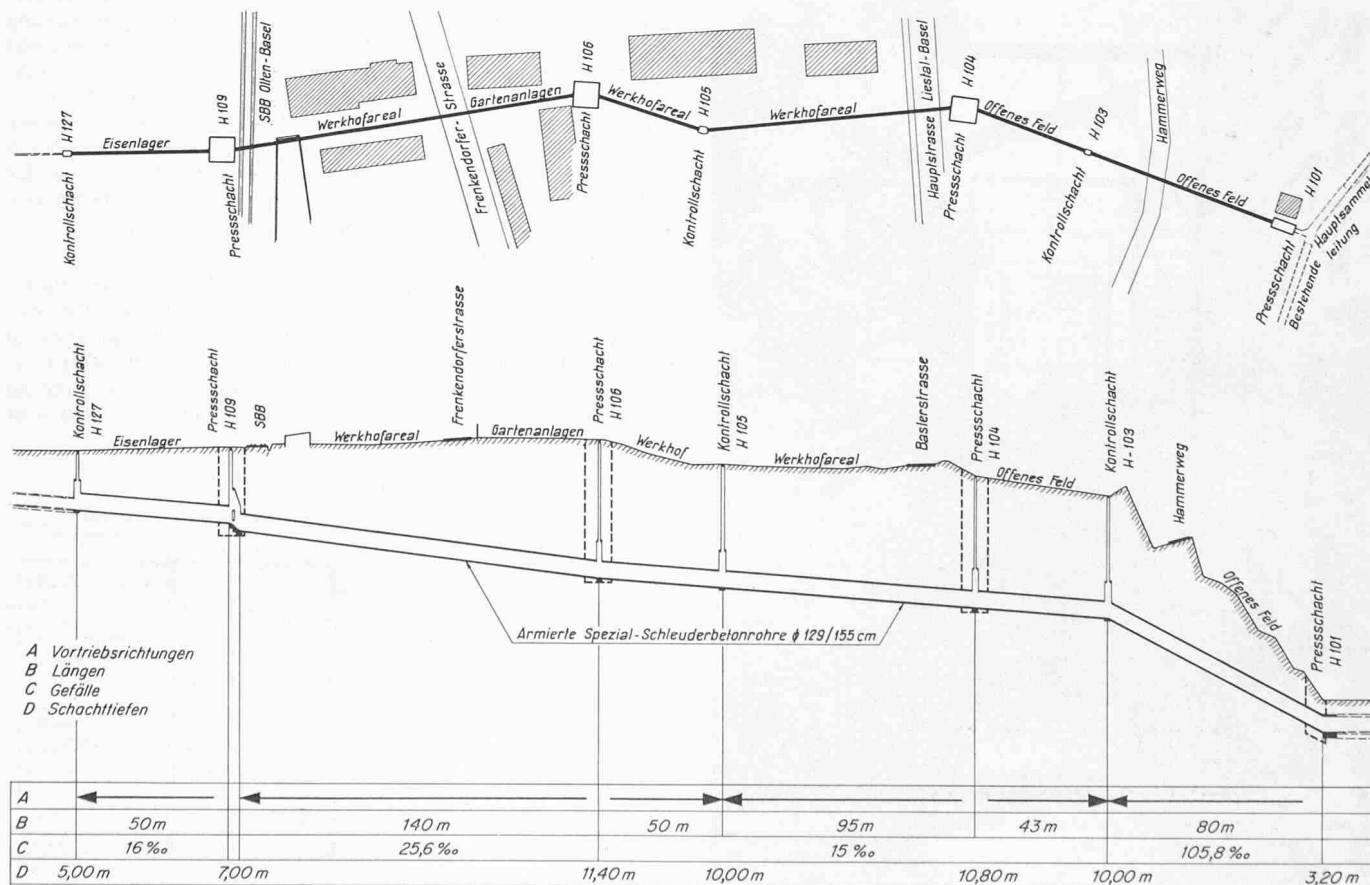 H 127
Kontrollschacht
Eisenlager
H 109
Pressschacht
SBB Olten-Basel
Werkhofareal
Frenkendorfer-
Strasse
Gartenanlagen
H 106
Pressschacht
Werkhofareal
H 105
Kontrollschacht
Werkhofareal
Hauptstrasse Liestal-Basel
H 104
Pressschacht
Offenes Feld
H 103
Kontrollschacht
Hammerweg
Offenes Feld
H 101
Pressschacht
Bestehende Hauptsammel-
leitung
Kontrollschacht
H 127
Eisenlager
Pressschacht
H 109
SBB
Werkhofareal
Frenkendorferstrasse
Gartenanlagen
Pressschacht
H 106
Werkhof
Kontrollschacht
H 105
Werkhofareal
Baslerstrasse
Pressschacht
H 104
Offenes Feld
Kontrollschacht
H-103
Hammerweg
Offenes Feld
Pressschacht
H 101
Armierte Spezial-Schleuderbetonrohre ϕ 129/155 cm
A Vortriebsrichtungen
B Längen
C Gefälle
D Schachttiefen
A
B 50 m 140 m 50 m 95 m 43 m 80 m
C 16 ‰ 25,6 ‰ 15 ‰ 105,8 ‰
D 5,00 m 7,00 m 11,40 m 10,00 m 10,80 m 10,00 m 3,20 m